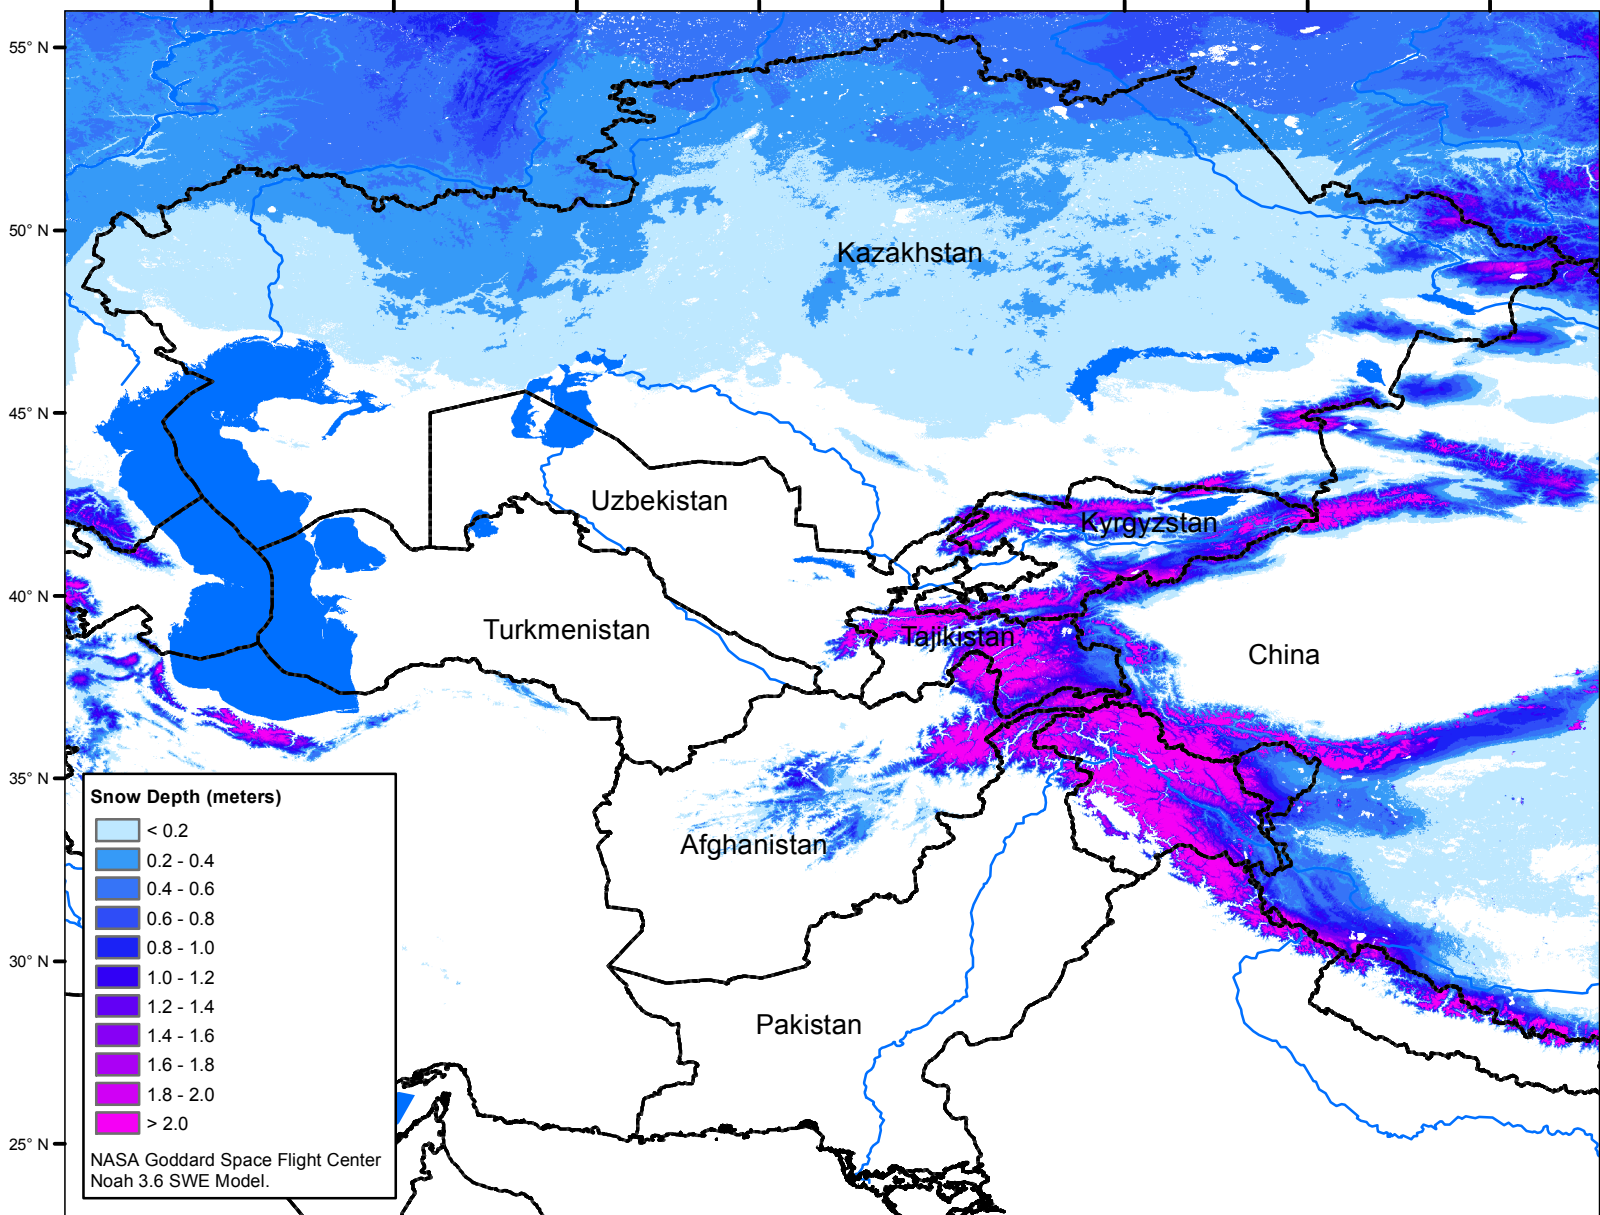 55° N
50° N
45° N
40° N
35° N
30° N
25° N
Kazakhstan
Uzbekistan
Kyrgyzstan
Turkmenistan
Tajikistan
China
Afghanistan
Pakistan
Snow Depth (meters)
< 0.2
0.2 - 0.4
0.4 - 0.6
0.6 - 0.8
0.8 - 1.0
1.0 - 1.2
1.2 - 1.4
1.4 - 1.6
1.6 - 1.8
1.8 - 2.0
> 2.0
NASA Goddard Space Flight Center
Noah 3.6 SWE Model.